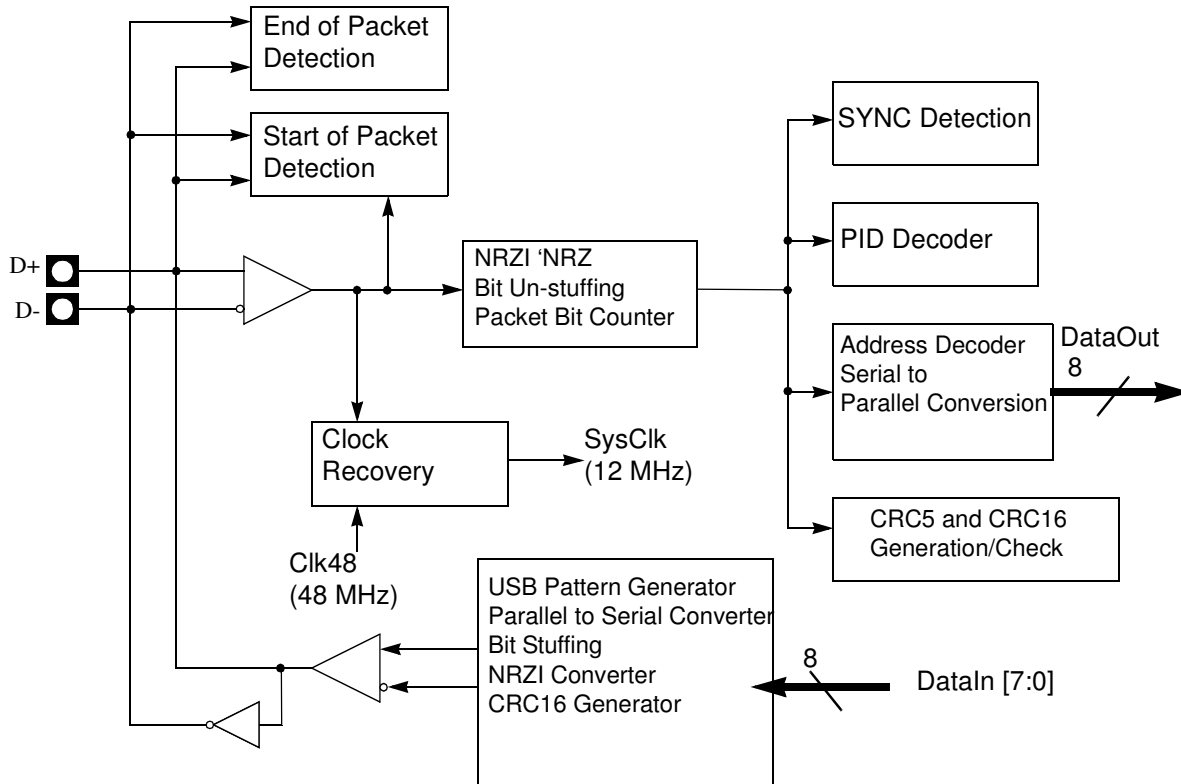 End of Packet
Detection
Start of Packet
Detection
SYNC Detection
PID Decoder
D+
D-
NRZI ‘NRZ
Bit Un-stuffing
Packet Bit Counter
Address Decoder
Serial to
Parallel Conversion
DataOut
8
Clock
Recovery
SysClk
(12 MHz)
CRC5 and CRC16
Generation/Check
Clk48
(48 MHz)
USB Pattern Generator
Parallel to Serial Converter
Bit Stuffing
NRZI Converter
CRC16 Generator
8
DataIn [7:0]